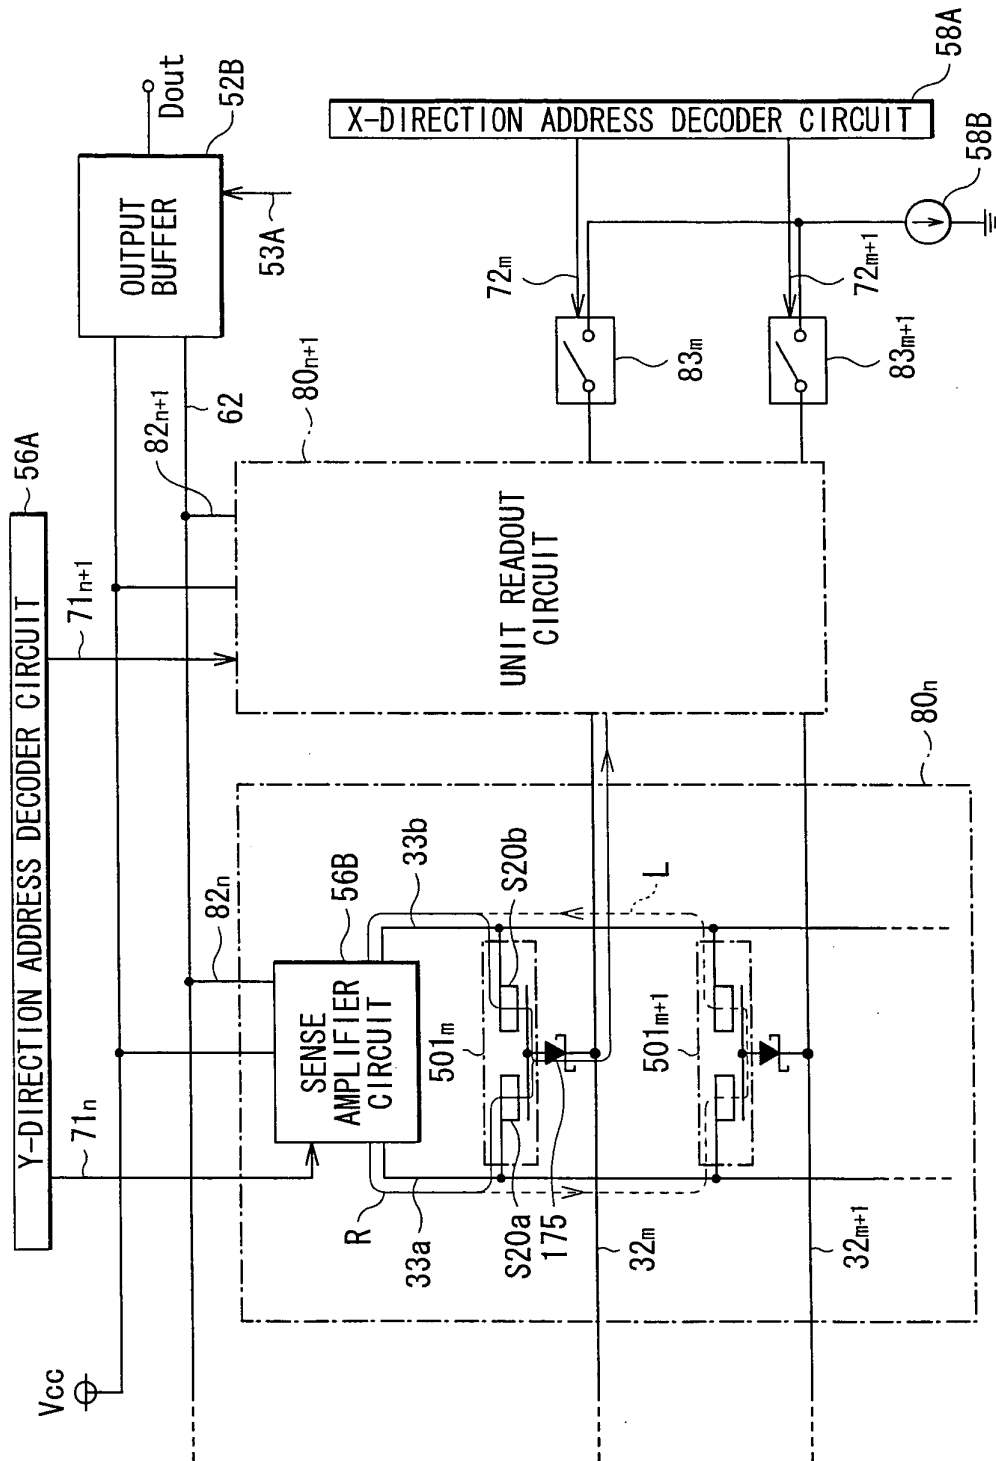 Y-DIRECTION ADDRESS DECODER CIRCUIT
56A
Vcc
71n
71n+1
82n
82n+1
62
OUTPUT
BUFFER
Dout
52B
53A
SENSE
AMPLIFIER
CIRCUIT
56B
R
33a
33b
501m
S20a
S20b
175
L
501m+1
32m
32m+1
80n
UNIT READOUT
CIRCUIT
80n+1
72m
83m
72m+1
83m+1
X-DIRECTION ADDRESS DECODER CIRCUIT
58A
58B